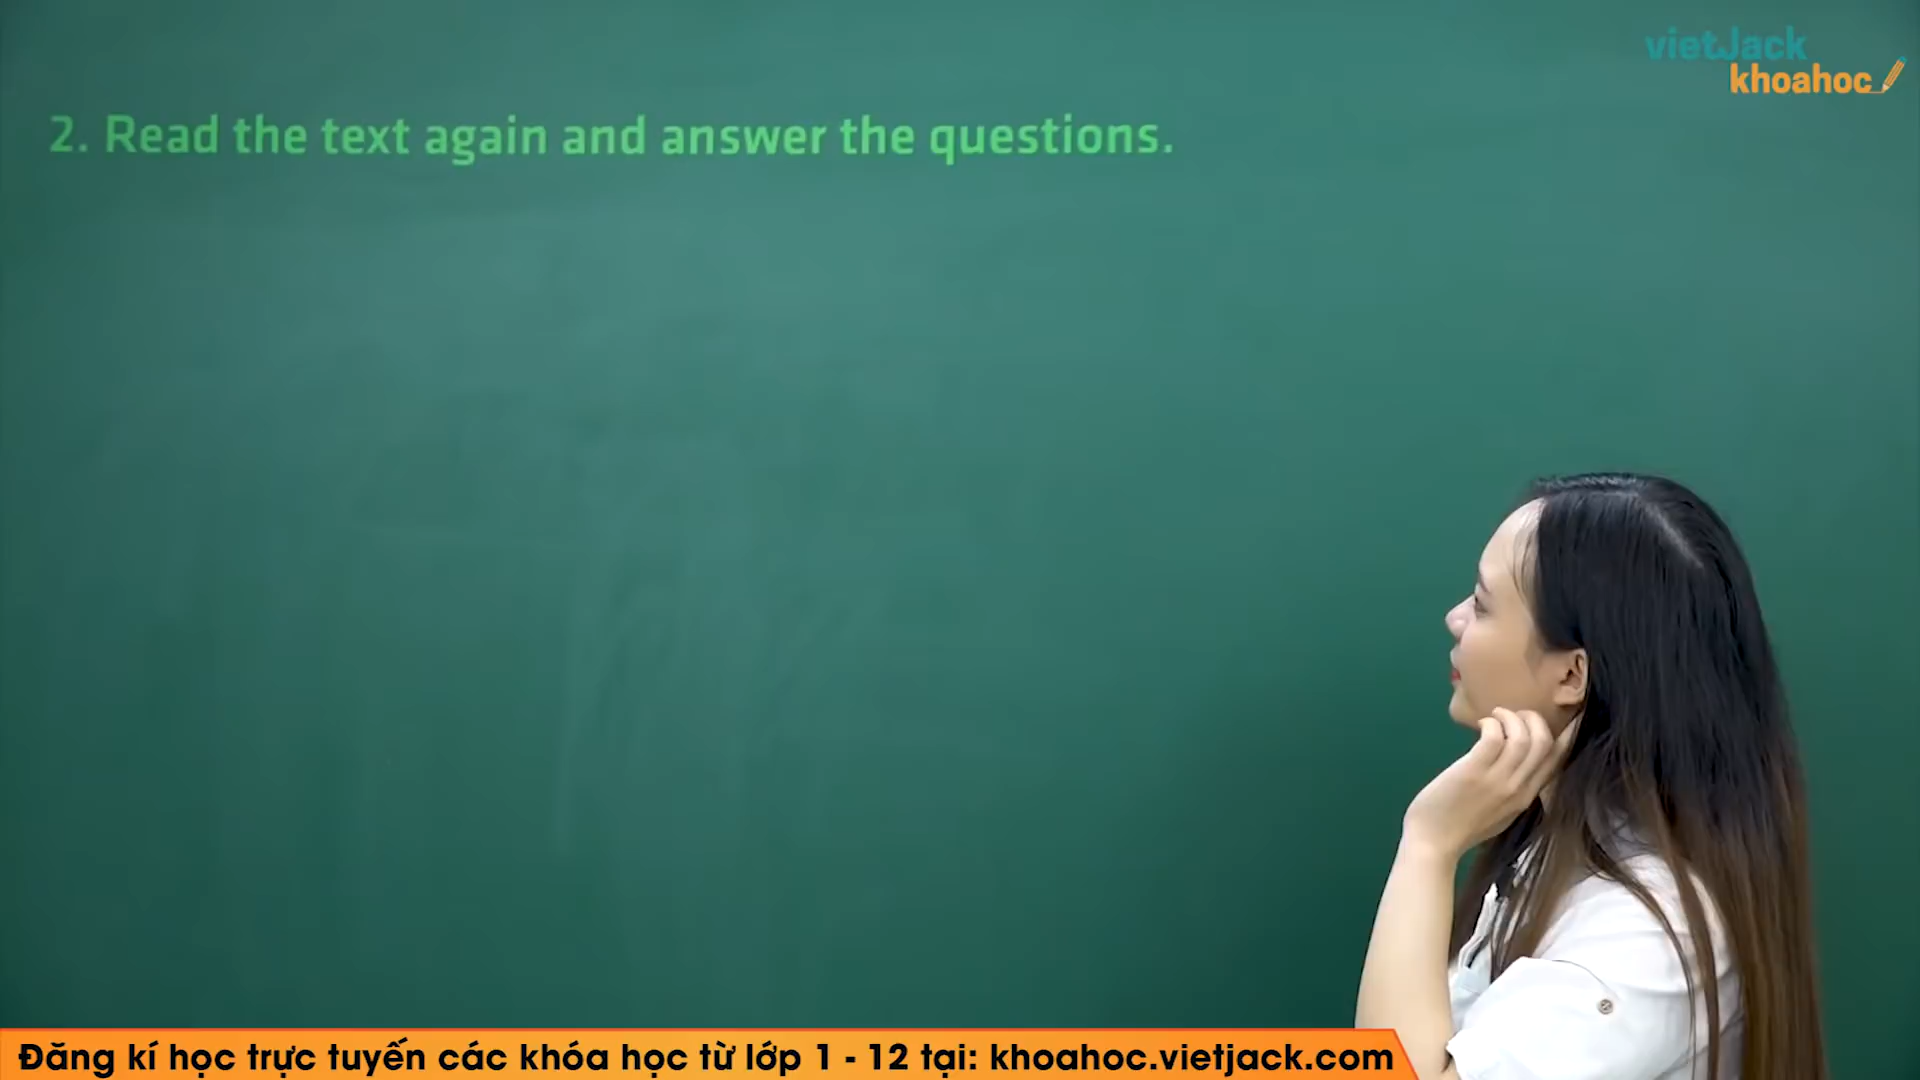 vietJack
khoahoc
2. Read the text again and answer the questions.
Đăng kí học trực tuyến các khóa học từ lớp 1 - 12 tại: khoahoc.vietjack.com